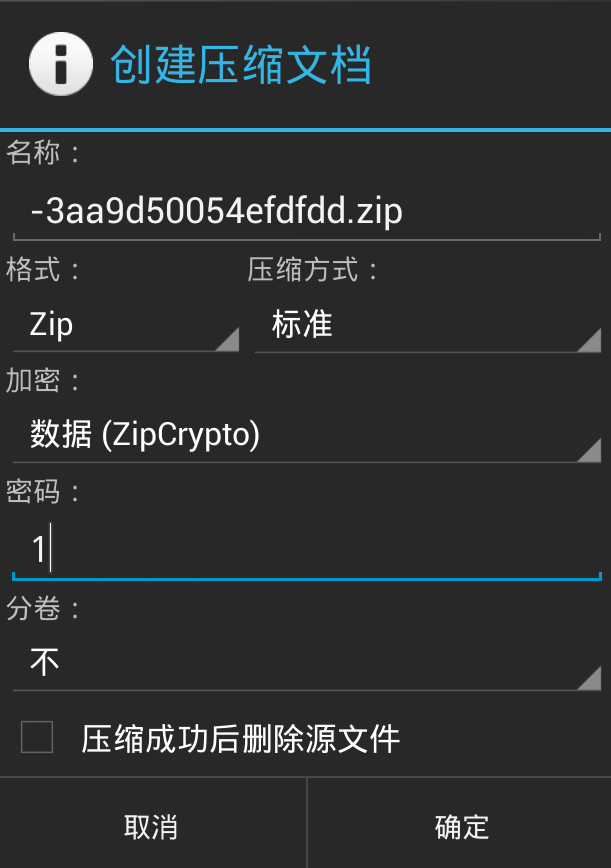 创建压缩文档
名称：
-3aa9d50054efdfdd.zip
格式： 压缩方式：
Zip 标准
加密：
数据 (ZipCrypto)
密码：
1
分卷：
不
压缩成功后删除源文件
取消 确定